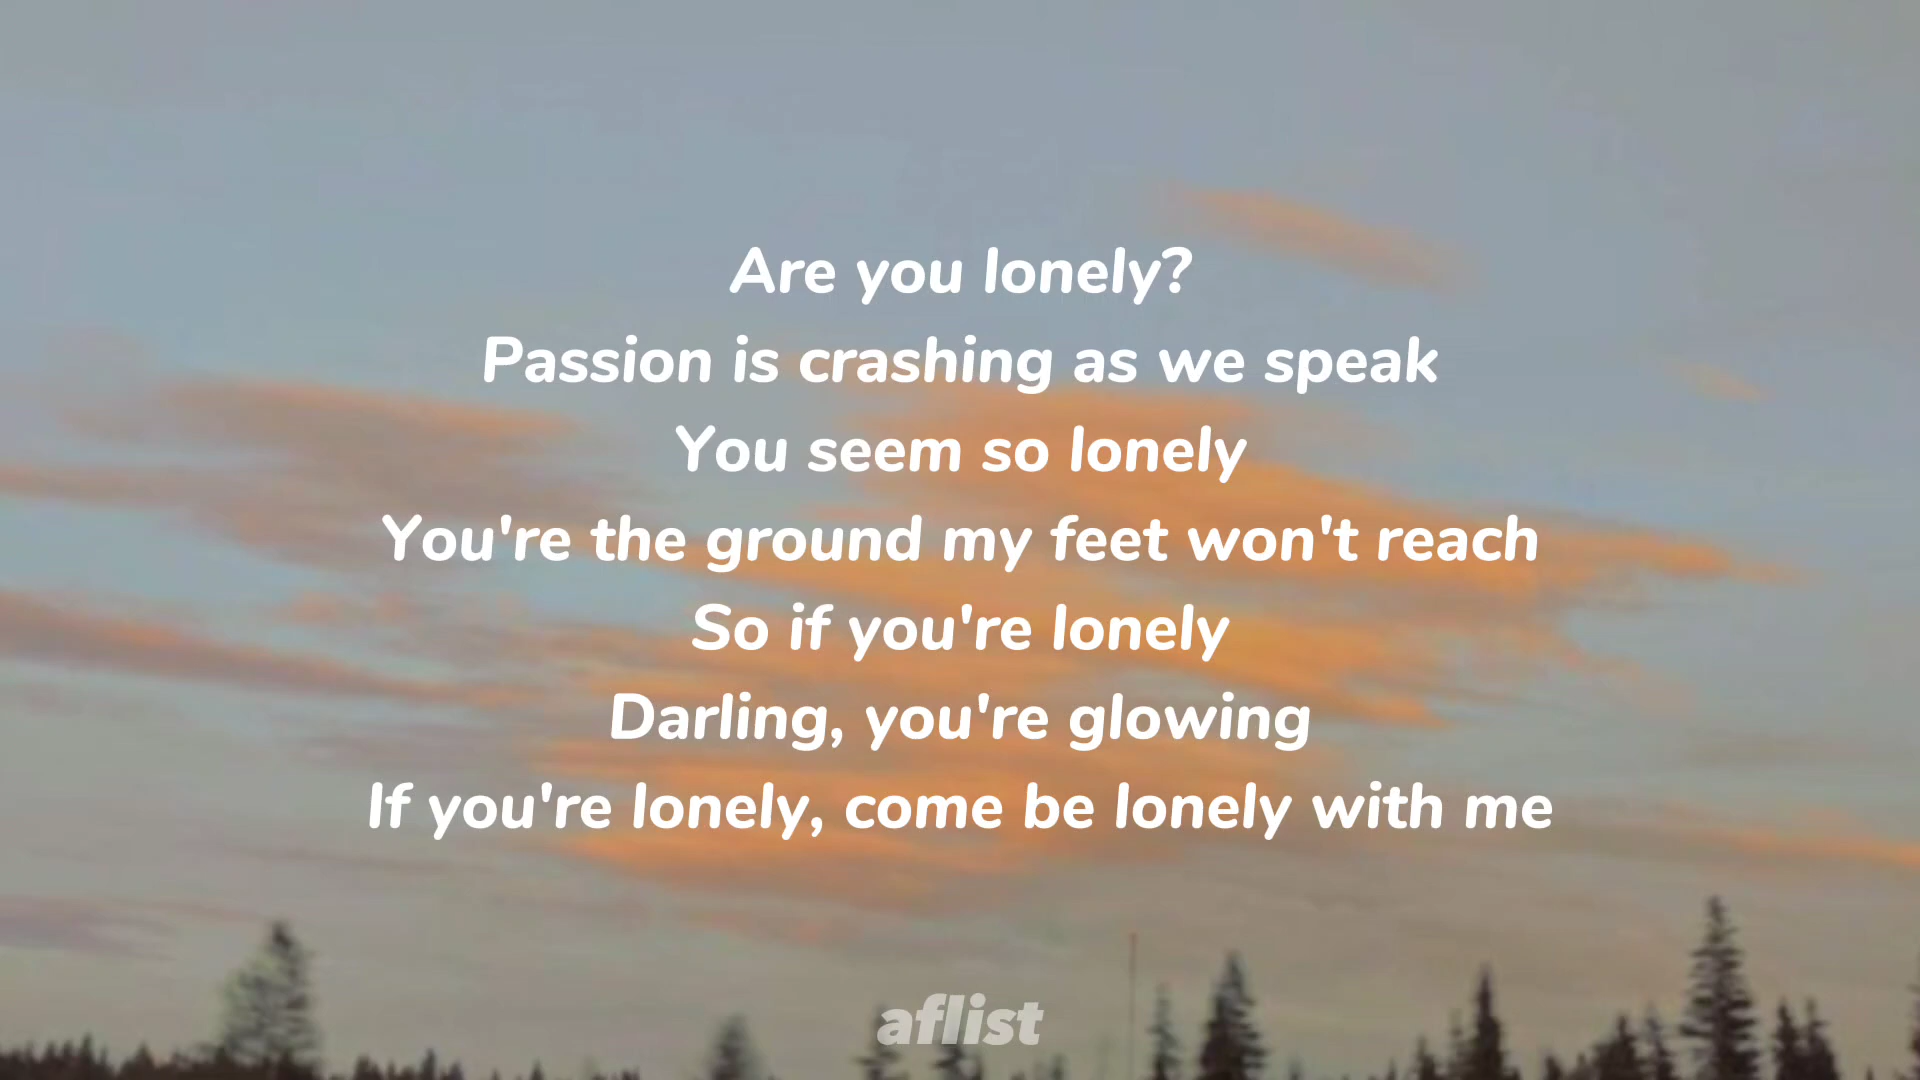 Are you lonely?
Passion is crashing as we speak
You seem so lonely
You're the ground my feet won't reach
So if you're lonely
Darling, you're glowing
If you're lonely, come be lonely with me
aflist